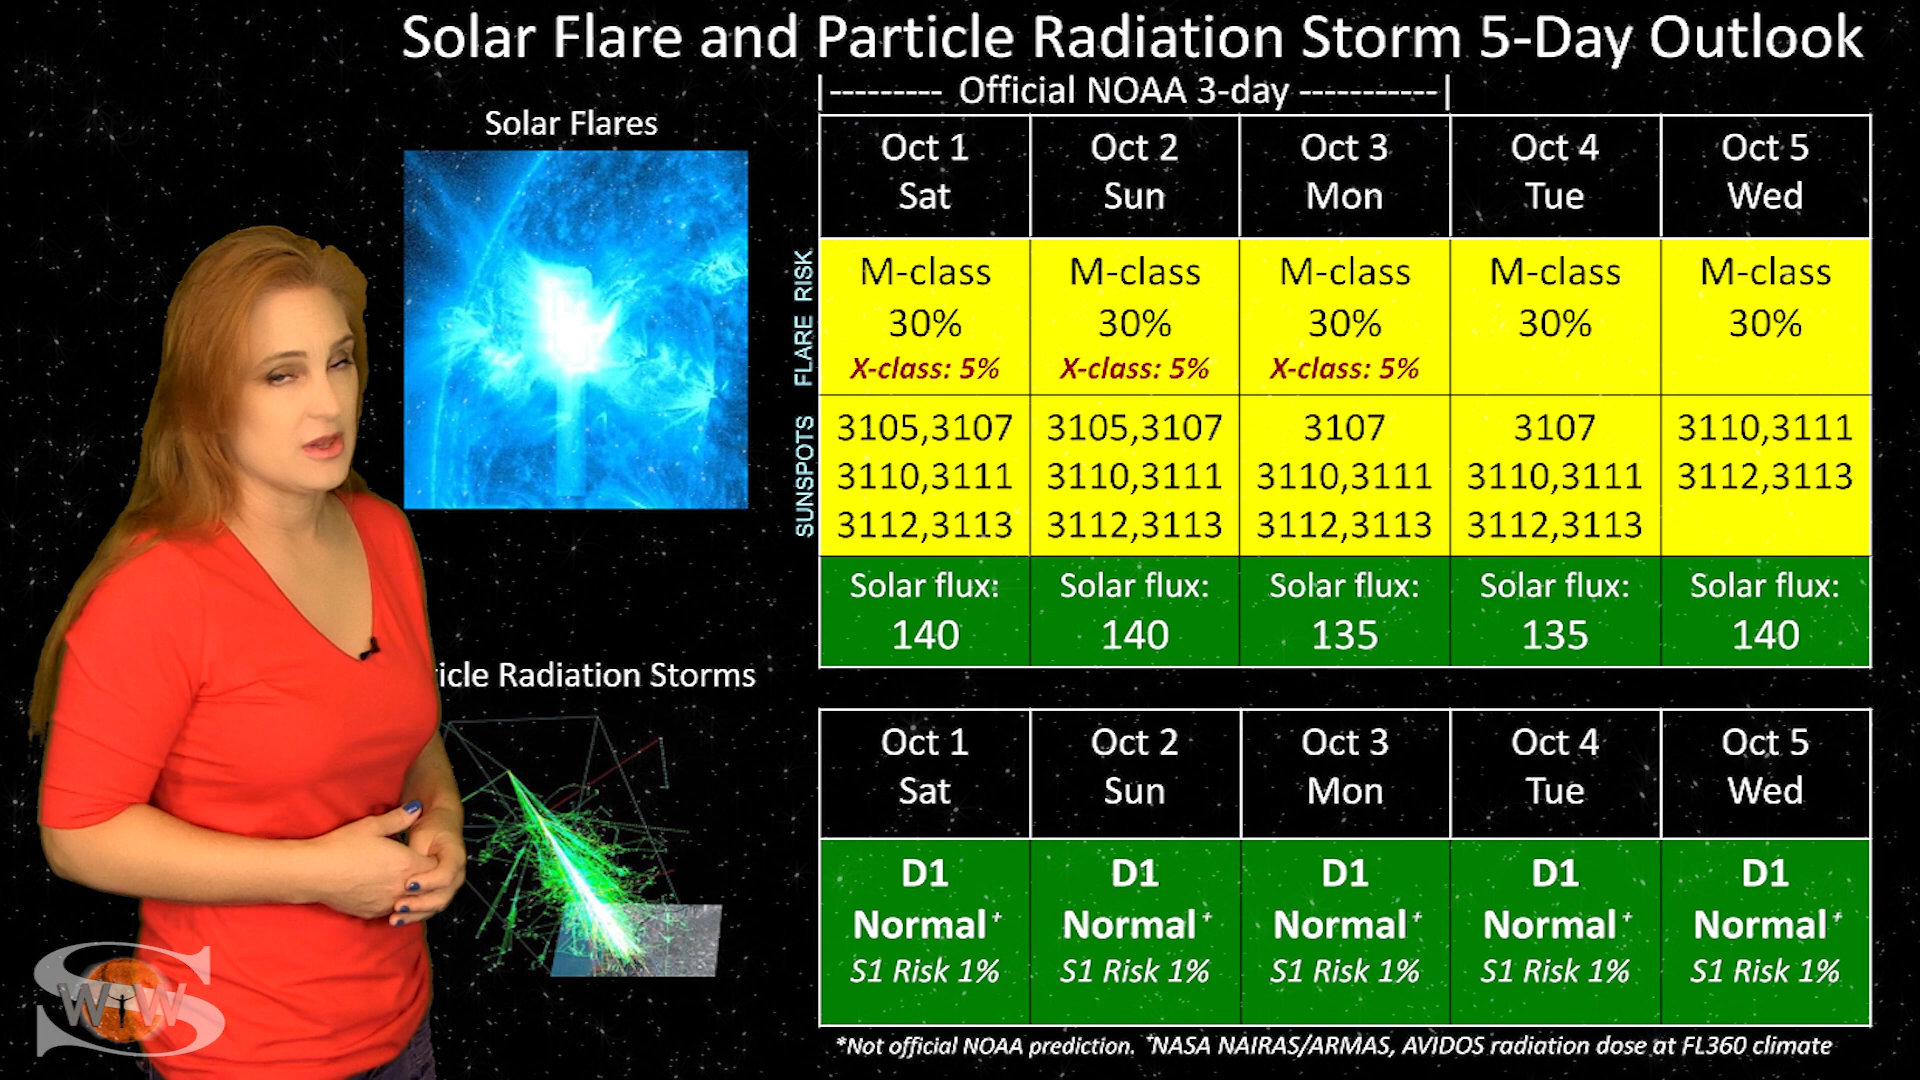 Solar Flare and Particle Radiation Storm 5-Day Outlook
|--------- Official NOAA 3-day -----------|
Solar Flares
Oct 1 Oct 2 Oct 3 Oct 4 Oct 5
Sat Sun Mon Tue Wed
FLARE RISK
M-class M-class M-class M-class M-class
30% 30% 30% 30% 30%
X-class: 5% X-class: 5% X-class: 5%
SUNSPOTS
3105,3107 3105,3107 3107 3107 3110,3111
3110,3111 3110,3111 3110,3111 3110,3111 3112,3113
3112,3113 3112,3113 3112,3113 3112,3113
Solar flux: Solar flux: Solar flux: Solar flux: Solar flux:
140 140 135 135 140
icle Radiation Storms
Oct 1 Oct 2 Oct 3 Oct 4 Oct 5
Sat Sun Mon Tue Wed
D1 D1 D1 D1 D1
Normal+ Normal+ Normal+ Normal+ Normal+
S1 Risk 1% S1 Risk 1% S1 Risk 1% S1 Risk 1% S1 Risk 1%
*Not official NOAA prediction. +NASA NAIRAS/ARMAS, AVIDOS radiation dose at FL360 climate
S
WTW